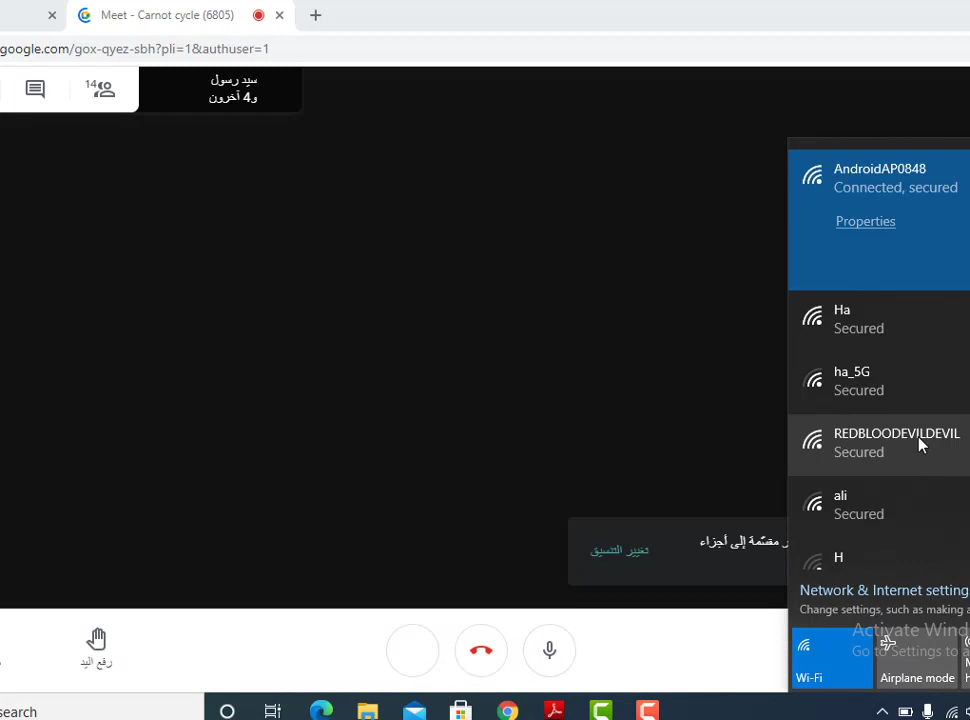 Meet - Carnot cycle (6805)
google.com/gox-qyez-sbh?pli=1&authuser=1
14
سيّد رسول
و4 آخرون
AndroidAP0848
Connected, secured
Properties
Ha
Secured
ha_5G
Secured
REDBLOODEVILDEVIL
Secured
ali
Secured
H
مقسّمة إلى أجزاء
تغيير التنسيق
Network & Internet setting
Change settings, such as making a
Activate Wind
Go to Settings to a
Wi-Fi
Airplane mode
رفع اليد
search